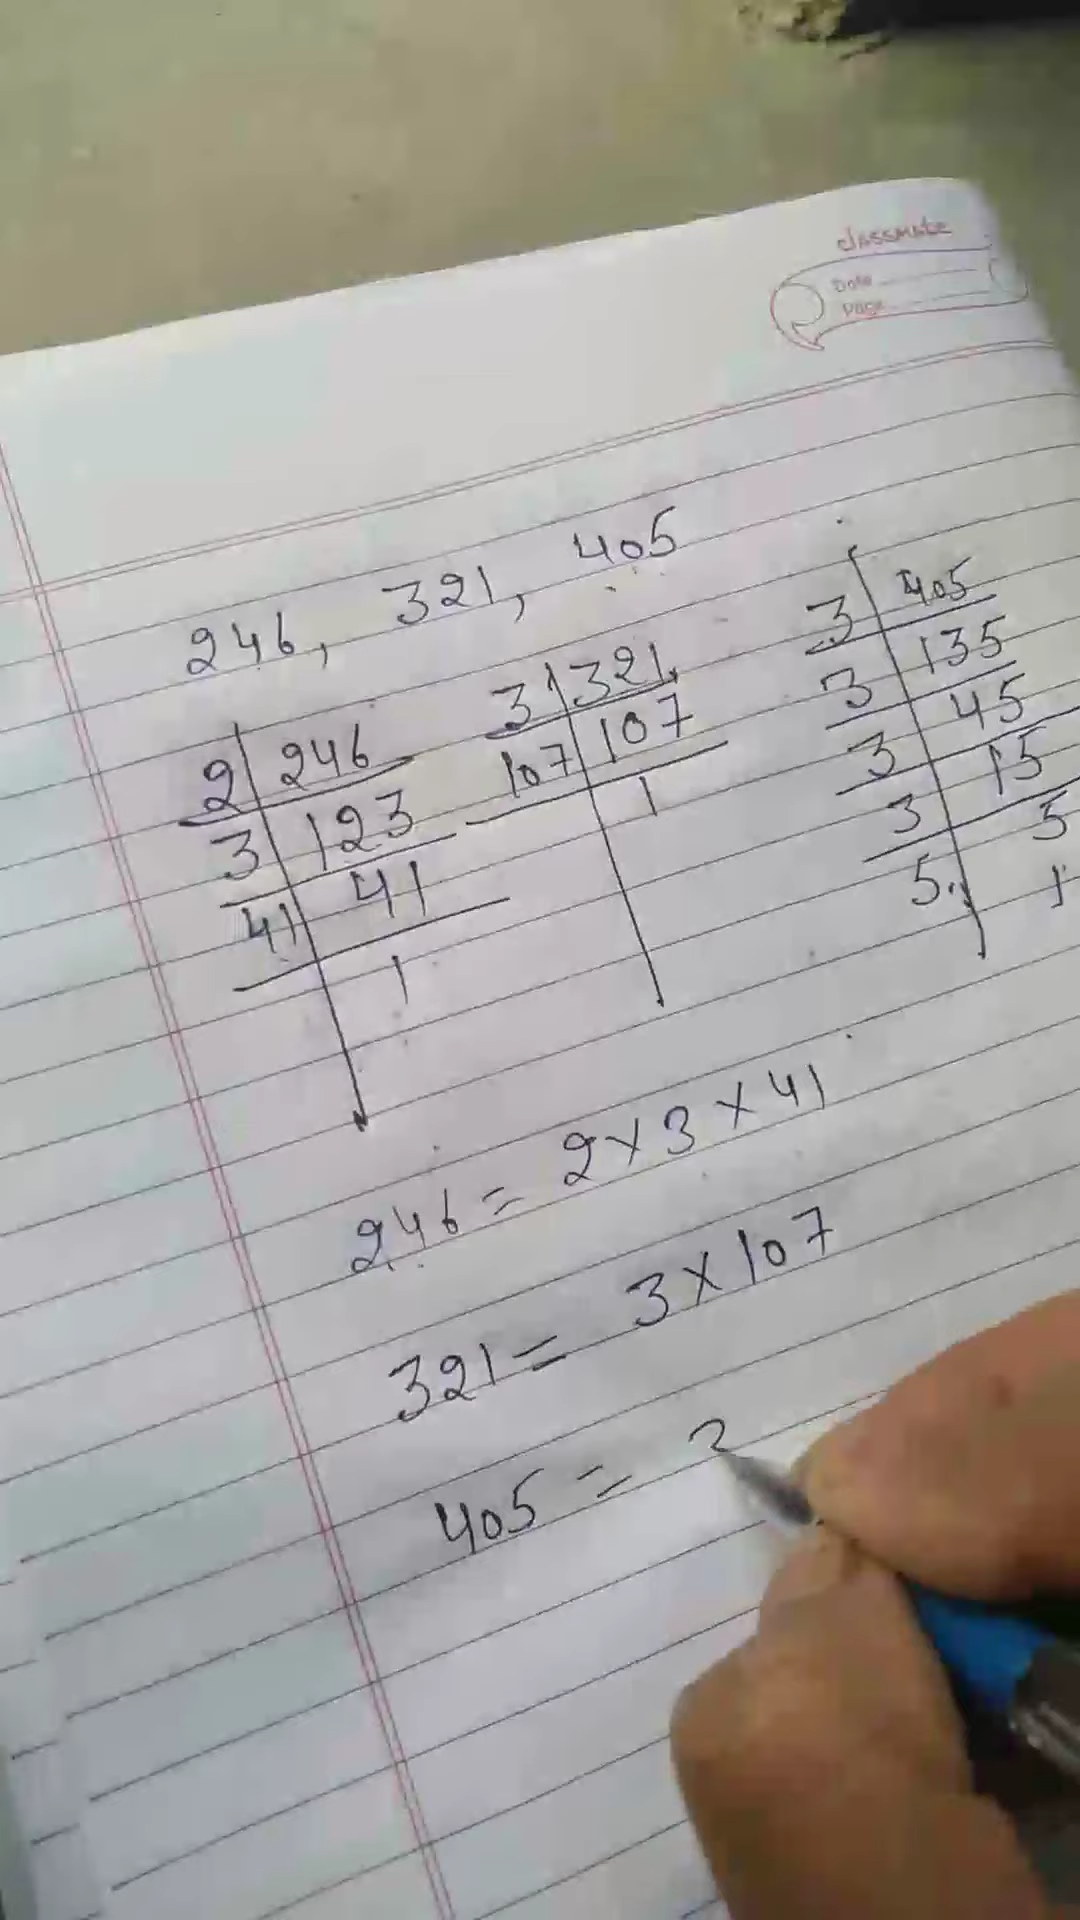 classmate
Date
Page
246, 321, 405
2 246
3 123
41 41
1
3 321
107 107
1
3 405
3 135
3 45
3 15
5 5
1
246 = 2 × 3 × 41
321 = 3 × 107
405 =